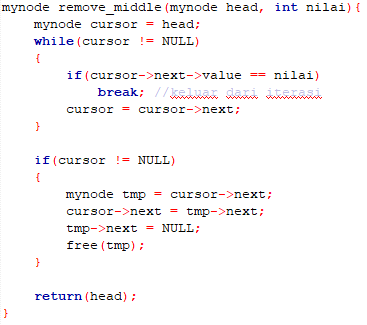 mynode remove_middle(mynode head, int nilai){
    mynode cursor = head;
    while(cursor != NULL)
    {
        if(cursor->next->value == nilai)
            break; //keluar dari iterasi
        cursor = cursor->next;
    }

    if(cursor != NULL)
    {
        mynode tmp = cursor->next;
        cursor->next = tmp->next;
        tmp->next = NULL;
        free(tmp);
    }

    return(head);
}